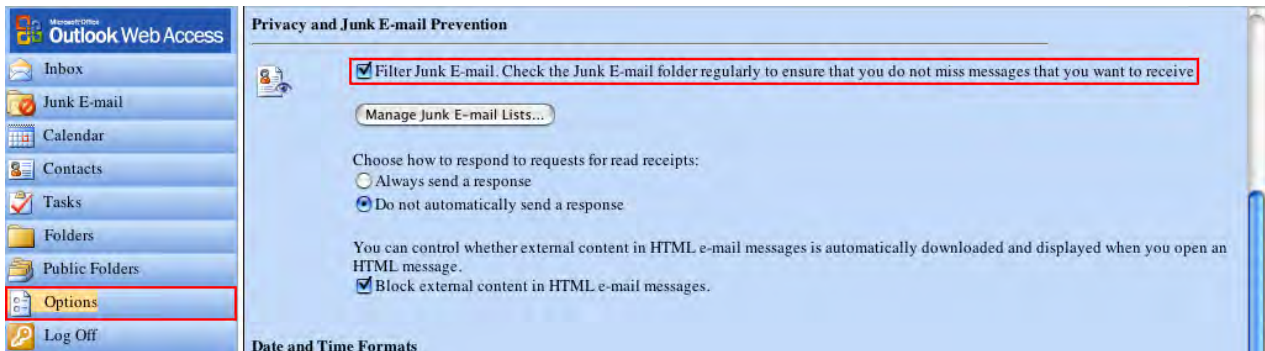 Microsoft Office
Outlook Web Access
Inbox
Junk E-mail
Calendar
Contacts
Tasks
Folders
Public Folders
Options
Log Off
Privacy and Junk E-mail Prevention
Filter Junk E-mail. Check the Junk E-mail folder regularly to ensure that you do not miss messages that you want to receive
Manage Junk E-mail Lists...
Choose how to respond to requests for read receipts:
Always send a response
Do not automatically send a response
You can control whether external content in HTML e-mail messages is automatically downloaded and displayed when you open an
HTML message.
Block external content in HTML e-mail messages.
Date and Time Formats